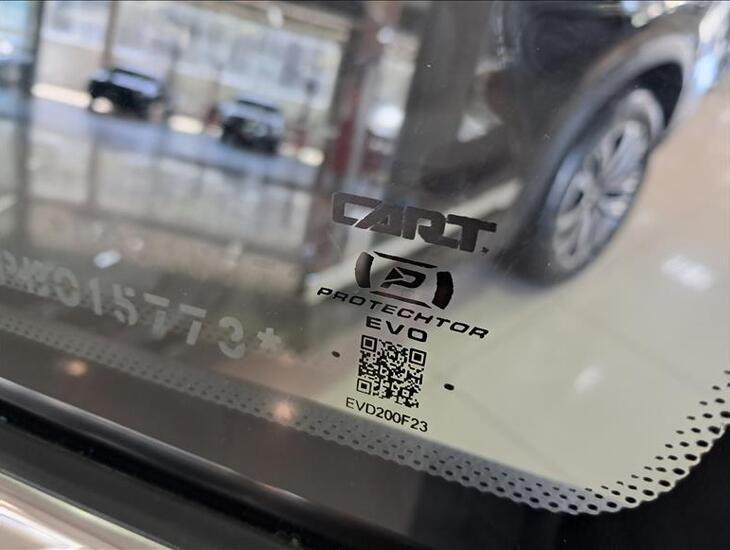 CAR.T.
PROTECHTOR
EVO
EVD200F23